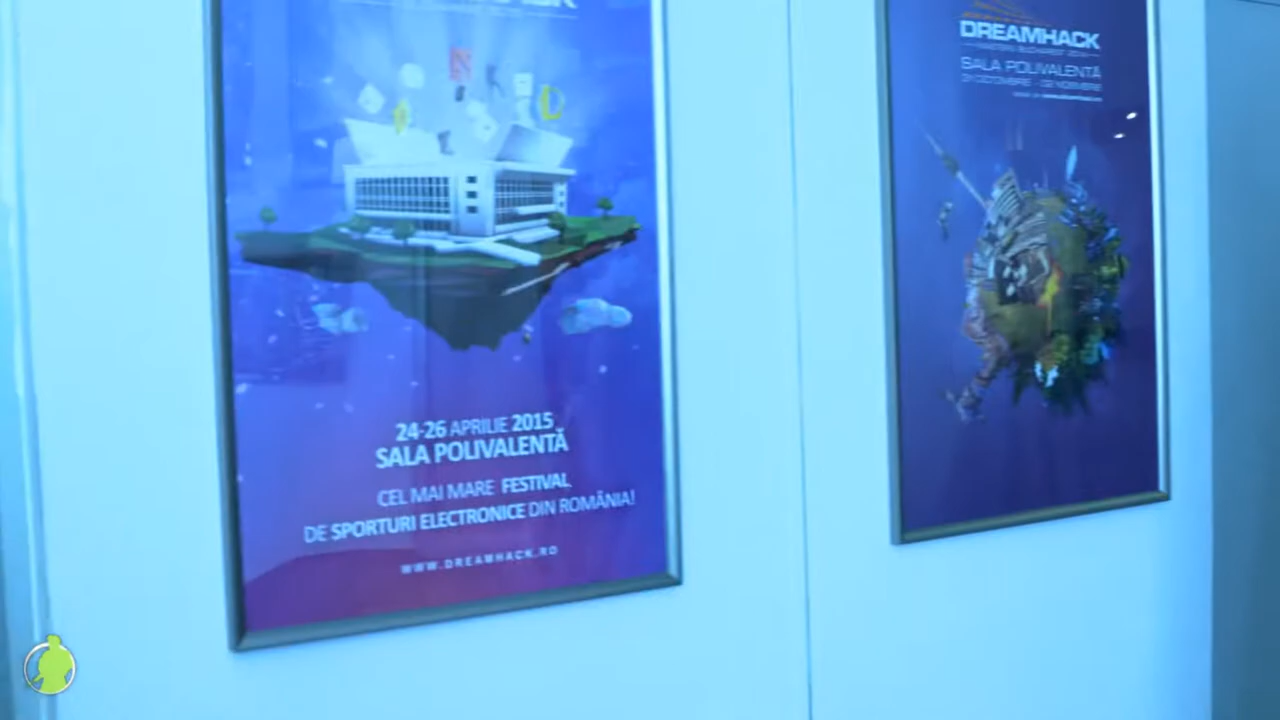 24-26 APRILIE 2015
SALA POLIVALENTĂ
CEL MAI MARE FESTIVAL
DE SPORTURI ELECTRONICE DIN ROMÂNIA!
WWW.DREAMHACK.RO
DREAMHACK
SALA POLIVALENTĂ